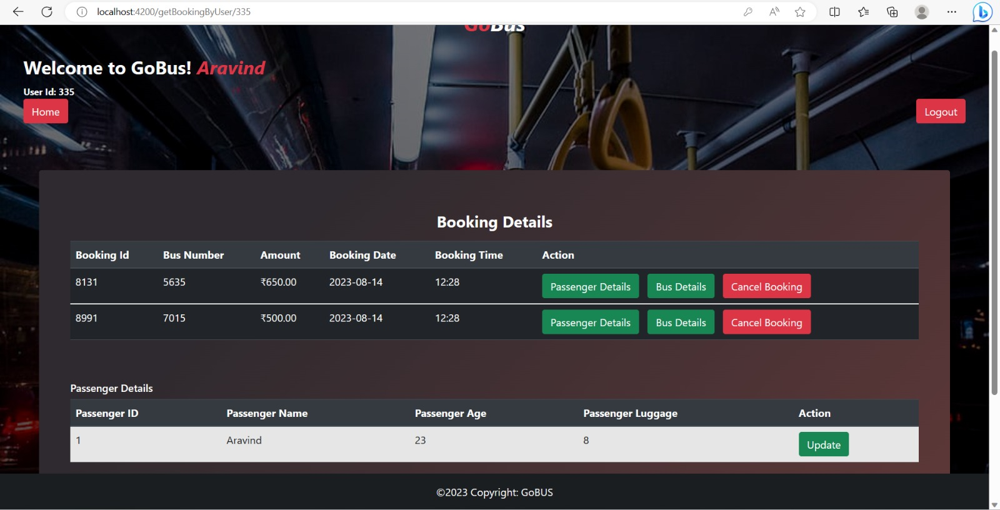 localhost:4200/getBookingByUser/335
GoBus
Welcome to GoBus! Aravind
User Id: 335
Home
Logout
Booking Details
Booking Id Bus Number Amount Booking Date Booking Time Action
8131 5635 ₹650.00 2023-08-14 12:28 Passenger Details Bus Details Cancel Booking
8991 7015 ₹500.00 2023-08-14 12:28 Passenger Details Bus Details Cancel Booking
Passenger Details
Passenger ID Passenger Name Passenger Age Passenger Luggage Action
1 Aravind 23 8 Update
©2023 Copyright: GoBUS